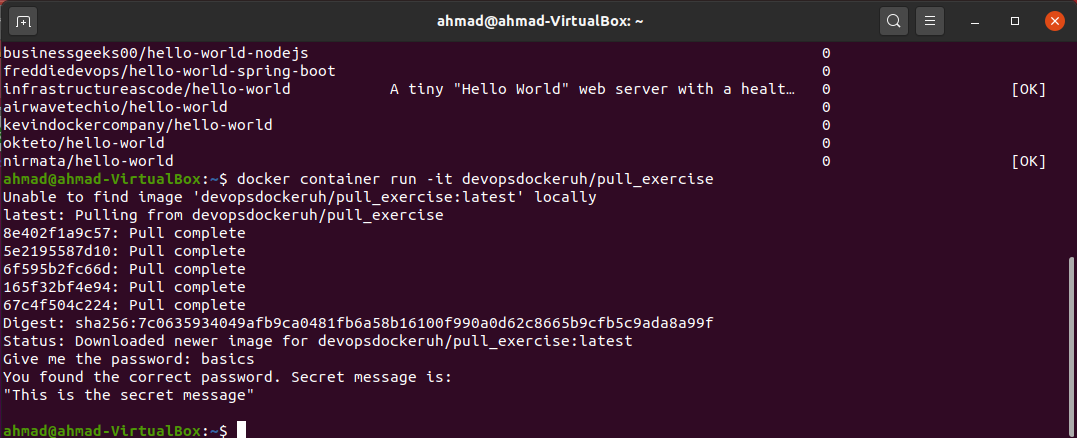 ahmad@ahmad-VirtualBox: ~
businessgeeks00/hello-world-nodejs 0
freddiedevops/hello-world-spring-boot 0
infrastructureascode/hello-world A tiny "Hello World" web server with a healt… 0 [OK]
airwavetechio/hello-world 0
kevindockercompany/hello-world 0
okteto/hello-world 0
nirmata/hello-world 0 [OK]
ahmad@ahmad-VirtualBox:~$ docker container run -it devopsdockeruh/pull_exercise
Unable to find image 'devopsdockeruh/pull_exercise:latest' locally
latest: Pulling from devopsdockeruh/pull_exercise
8e402f1a9c57: Pull complete
5e2195587d10: Pull complete
6f595b2fc66d: Pull complete
165f32bf4e94: Pull complete
67c4f504c224: Pull complete
Digest: sha256:7c0635934049afb9ca0481fb6a58b16100f990a0d62c8665b9cfb5c9ada8a99f
Status: Downloaded newer image for devopsdockeruh/pull_exercise:latest
Give me the password: basics
You found the correct password. Secret message is:
"This is the secret message"
ahmad@ahmad-VirtualBox:~$